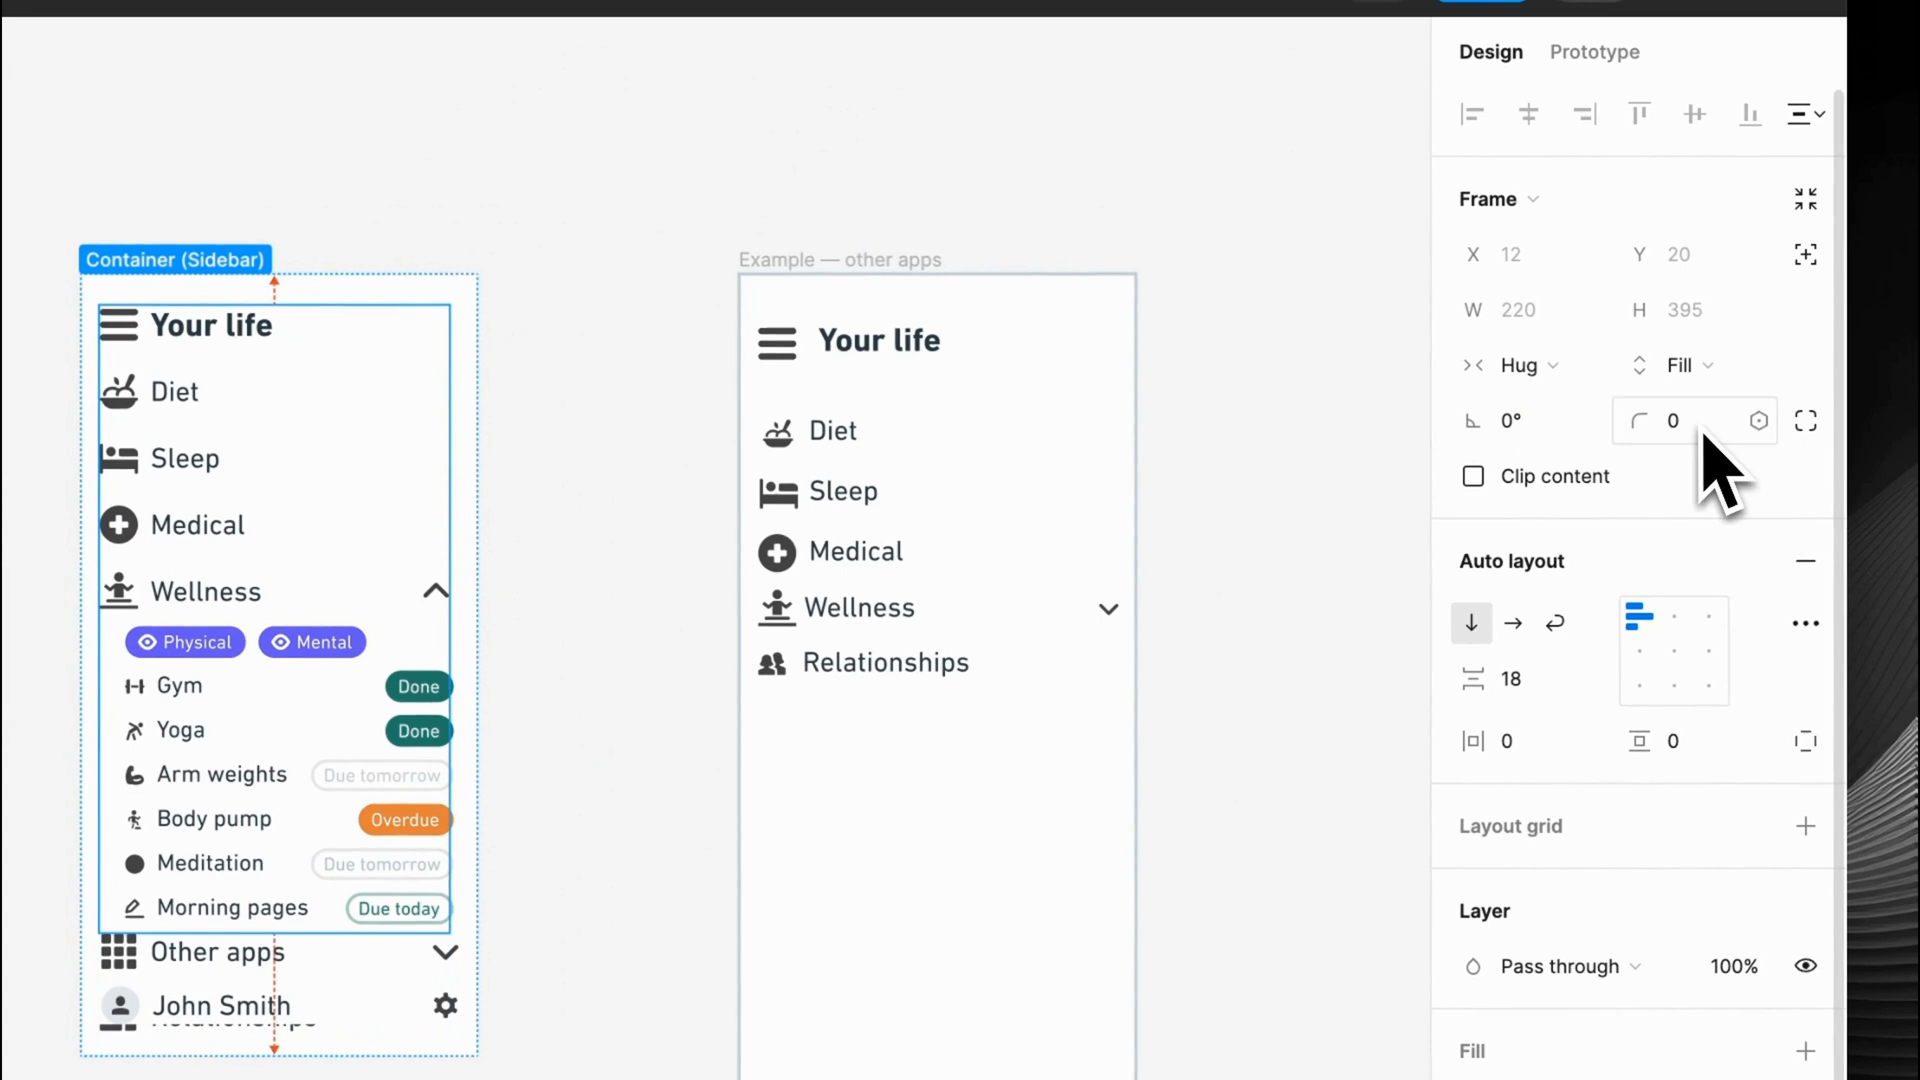 Design Prototype
Frame
X 12 Y 20
W 220 H 395
Hug Fill
0° 0
Clip content
Auto layout
18
0 0
Layout grid
Layer
Pass through 100%
Fill
Container (Sidebar)
Your life
Diet
Sleep
Medical
Wellness
Physical Mental
Gym Done
Yoga Done
Arm weights Due tomorrow
Body pump Overdue
Meditation Due tomorrow
Morning pages Due today
Other apps
John Smith
Relationships
Example — other apps
Your life
Diet
Sleep
Medical
Wellness
Relationships